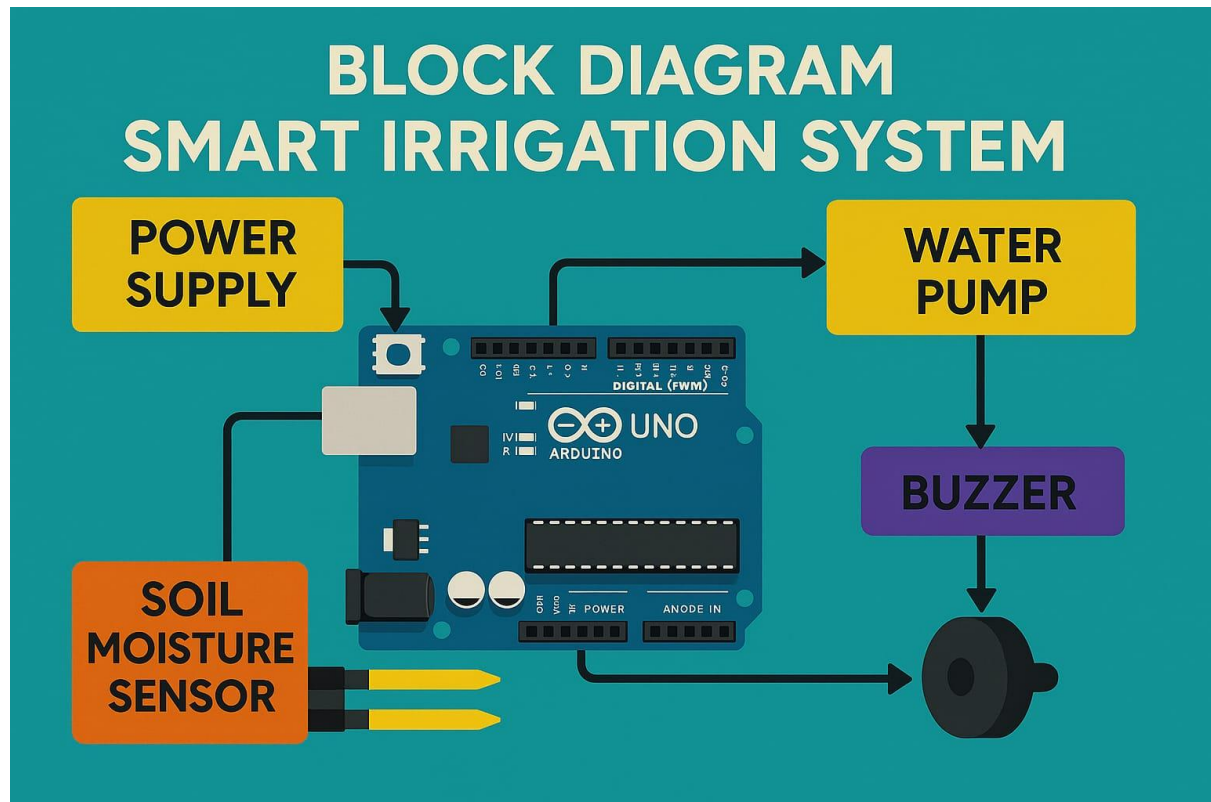 BLOCK DIAGRAM
SMART IRRIGATION SYSTEM
POWER
SUPPLY
WATER
PUMP
DIGITAL (FWM)
UNO
ARDUINO
BUZZER
SOIL
MOISTURE
SENSOR
POWER
ANODE IN